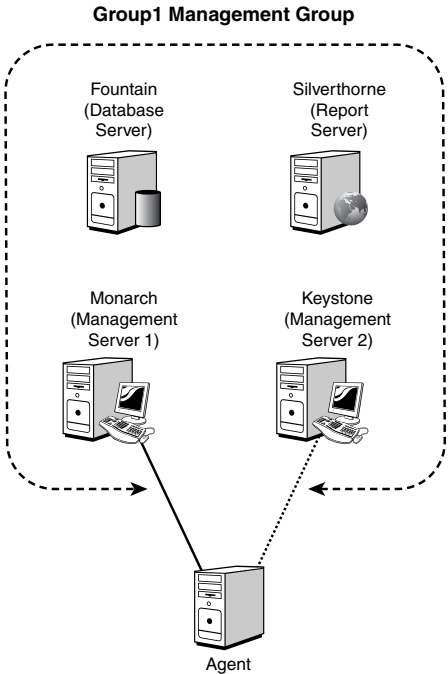 Group1 Management Group
Fountain
(Database
Server)
Silverthorne
(Report
Server)
Monarch
(Management
Server 1)
Keystone
(Management
Server 2)
Agent